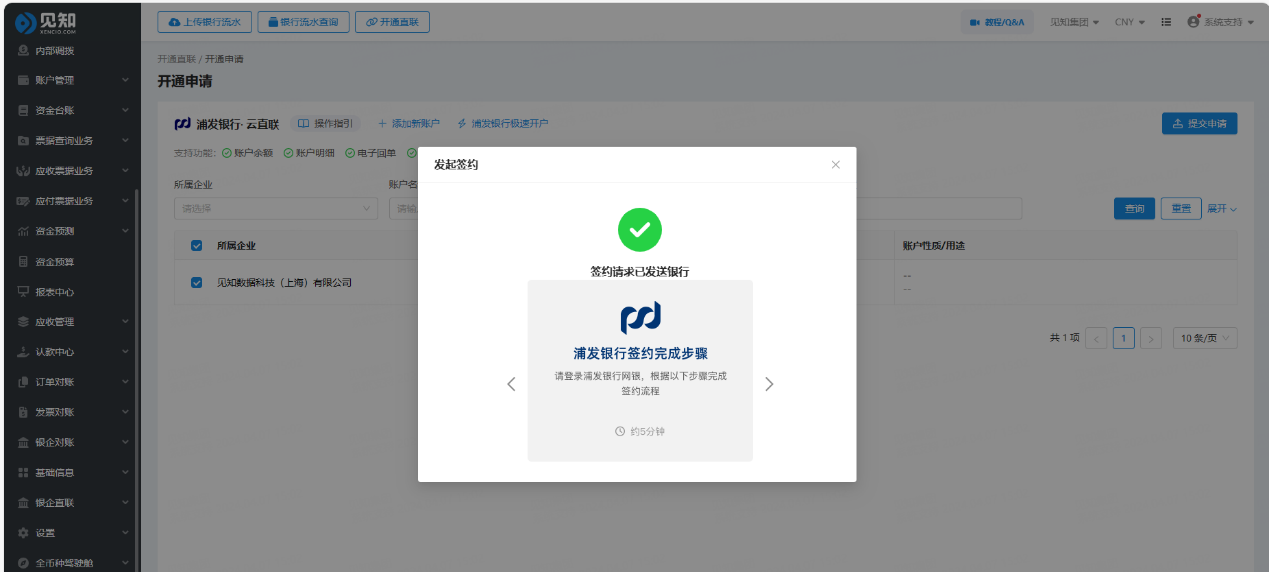 见知
XENCIO.COM
上传银行流水
银行流水查询
开通直联
教程/Q&A
见知集团
CNY
系统支持
内部调拨
账户管理
资金台账
票据查询业务
应收票据业务
应付票据业务
资金预测
资金预算
报表中心
应收管理
认款中心
订单对账
发票对账
银企对账
基础信息
银企直联
设置
全币种驾驶舱
开通直联 / 开通申请
开通申请
浦发银行· 云直联
操作指引
添加新账户
浦发银行极速开户
提交申请
支持功能: 账户余额 账户明细 电子回单
所属企业
账户名
请选择
请输
查询
重置
展开
所属企业
账户性质/用途
见知数据科技（上海）有限公司
--
--
共 1 项
<
1
>
10 条/页
发起签约
签约请求已发送银行
浦发银行签约完成步骤
请登录浦发银行网银，根据以下步骤完成
签约流程
约5分钟